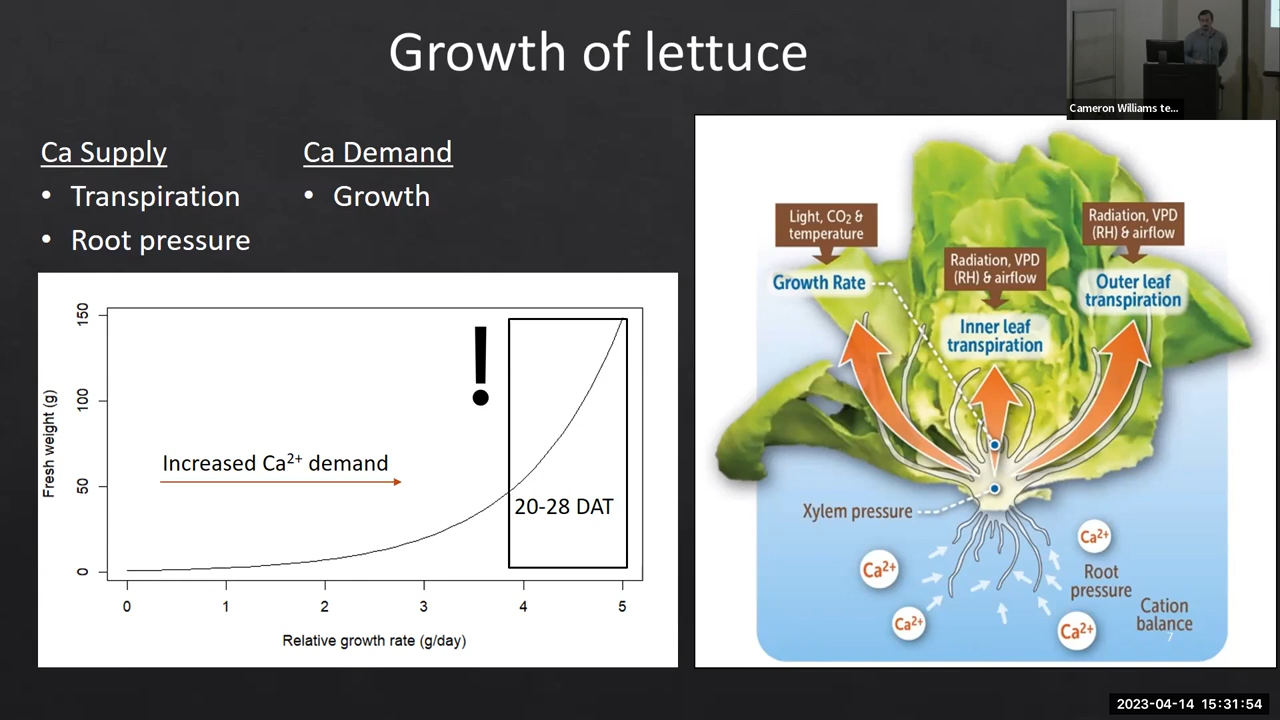 Growth of lettuce
Cameron Williams te...
Ca Supply
• Transpiration
• Root pressure
Ca Demand
• Growth
150
100
50
0
Fresh weight (g)
!
Increased Ca²⁺ demand
20-28 DAT
0 1 2 3 4 5
Relative growth rate (g/day)
Light, CO₂ &
temperature
Growth Rate
Radiation, VPD
(RH) & airflow
Inner leaf
transpiration
Radiation, VPD
(RH) & airflow
Outer leaf
transpiration
Xylem pressure
Ca²⁺
Ca²⁺
Ca²⁺
Ca²⁺
Root
pressure
Cation
balance
7
2023-04-14 15:31:54